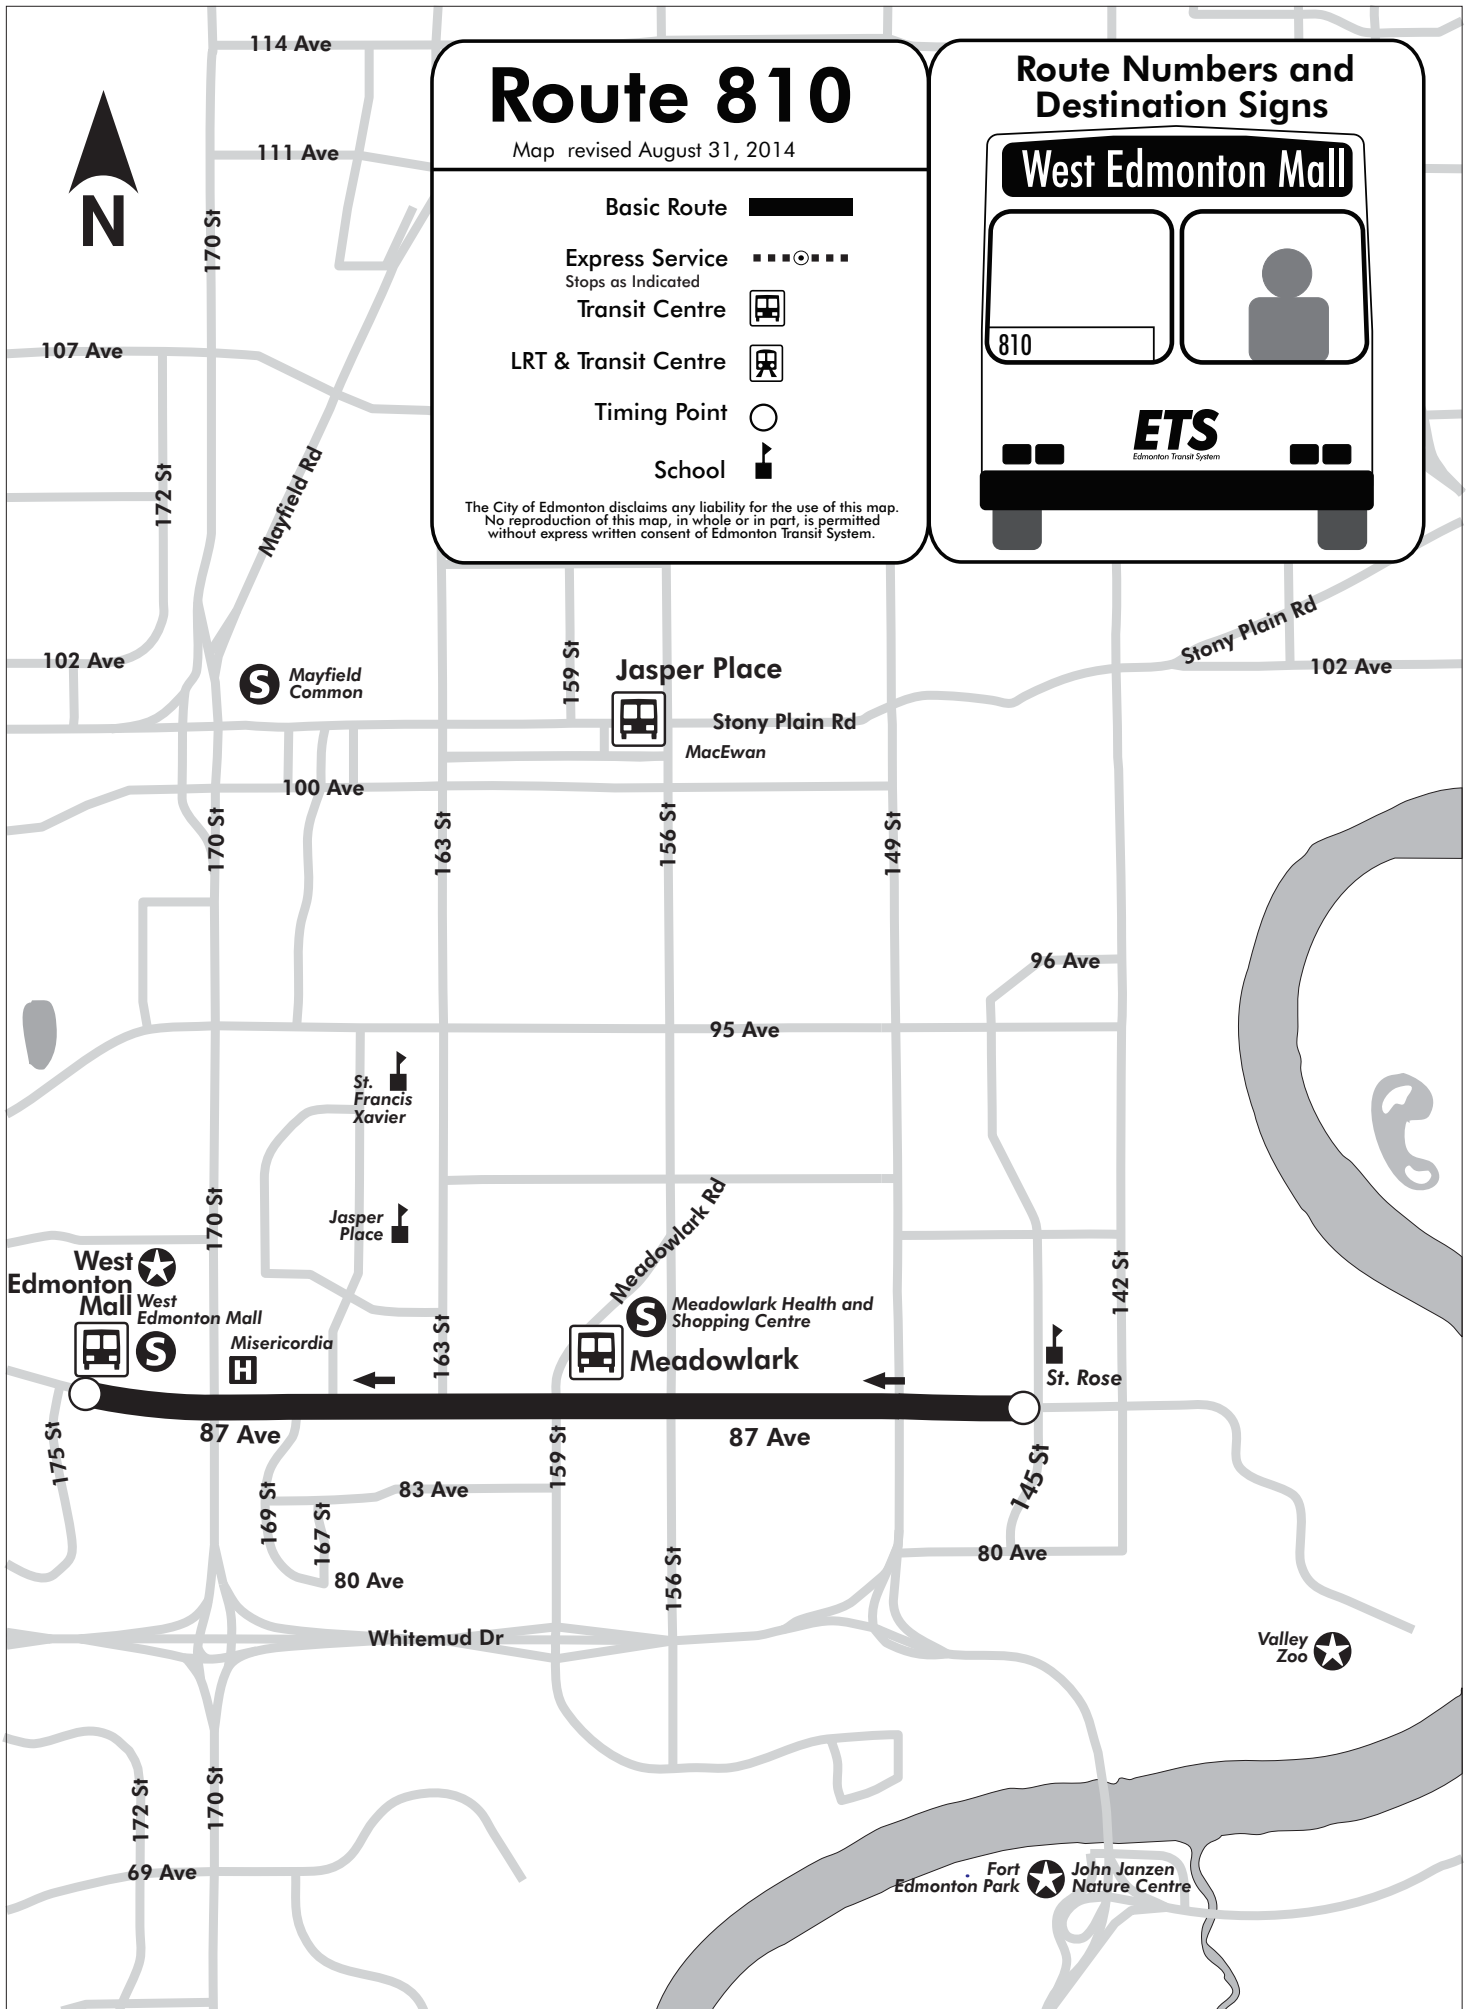 114 Ave
111 Ave
N
170 St
107 Ave
172 St
Mayfield Rd
Route 810
Map revised August 31, 2014
Basic Route
Express Service
Stops as Indicated
Transit Centre
LRT & Transit Centre
Timing Point
School
The City of Edmonton disclaims any liability for the use of this map.
No reproduction of this map, in whole or in part, is permitted
without express written consent of Edmonton Transit System.
Route Numbers and
Destination Signs
West Edmonton Mall
810
ETS
Edmonton Transit System
102 Ave
S
Mayfield
Common
159 St
Jasper Place
Stony Plain Rd
MacEwan
Stony Plain Rd
102 Ave
100 Ave
170 St
163 St
156 St
149 St
96 Ave
95 Ave
St.
Francis
Xavier
170 St
Jasper
Place
Meadowlark Rd
142 St
West
Edmonton
Mall
West
Edmonton Mall
S
Misericordia
H
163 St
S
Meadowlark Health and
Shopping Centre
Meadowlark
St. Rose
87 Ave
87 Ave
175 St
159 St
145 St
83 Ave
169 St
167 St
80 Ave
156 St
80 Ave
Whitemud Dr
Valley
Zoo
172 St
170 St
69 Ave
Fort
Edmonton Park
John Janzen
Nature Centre